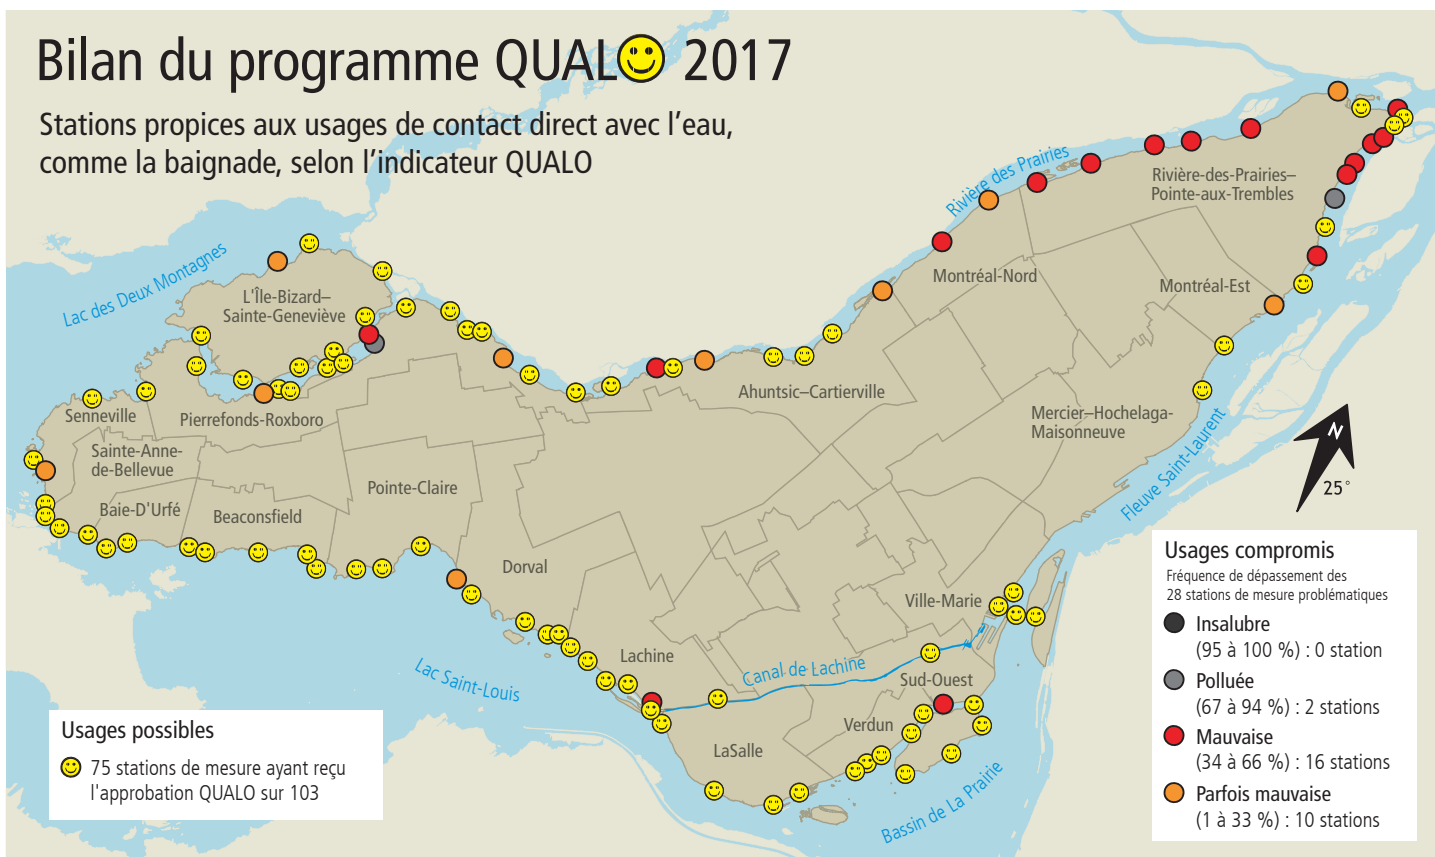 Bilan du programme QUALO 2017
Stations propices aux usages de contact direct avec l'eau,
comme la baignade, selon l'indicateur QUALO
Rivière des Prairies
Rivière-des-Prairies–
Pointe-aux-Trembles
Lac des Deux Montagnes
L'Île-Bizard–
Sainte-Geneviève
Montréal-Nord
Montréal-Est
Senneville
Pierrefonds-Roxboro
Ahuntsic–Cartierville
Mercier–Hochelaga-
Maisonneuve
Sainte-Anne-
de-Bellevue
Pointe-Claire
Baie-D'Urfé
Beaconsfield
Fleuve Saint-Laurent
N
25°
Dorval
Ville-Marie
Lachine
Canal de Lachine
Lac Saint-Louis
Sud-Ouest
Verdun
LaSalle
Bassin de La Prairie
Usages possibles
75 stations de mesure ayant reçu
l'approbation QUALO sur 103
Usages compromis
Fréquence de dépassement des
28 stations de mesure problématiques
Insalubre
(95 à 100 %) : 0 station
Polluée
(67 à 94 %) : 2 stations
Mauvaise
(34 à 66 %) : 16 stations
Parfois mauvaise
(1 à 33 %) : 10 stations